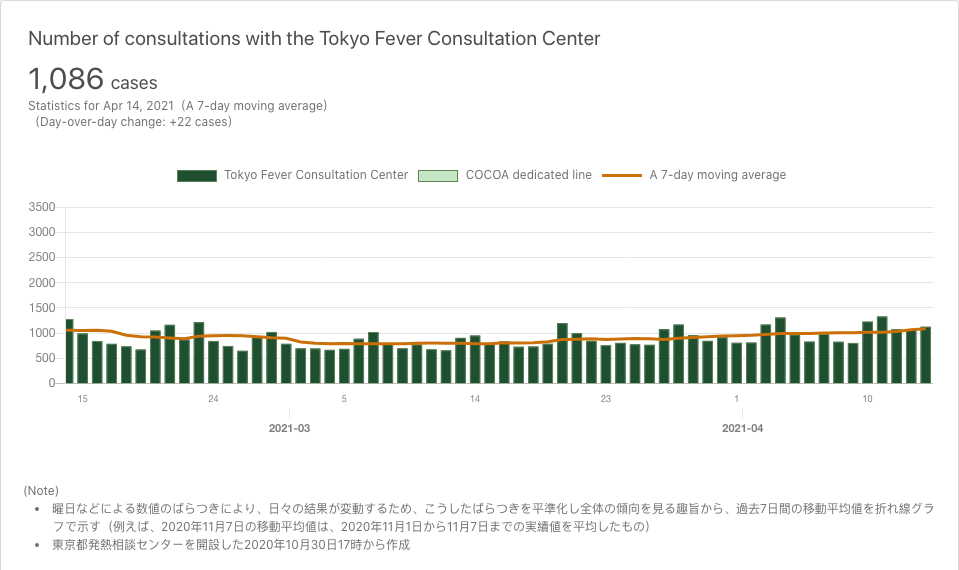 Number of consultations with the Tokyo Fever Consultation Center
1,086 cases
Statistics for Apr 14, 2021（A 7-day moving average）
（Day-over-day change: +22 cases）
Tokyo Fever Consultation Center COCOA dedicated line A 7-day moving average
3500
3000
2500
2000
1500
1000
500
0
15 24 5 14 23 1 10
2021-03 2021-04
(Note)
• 曜日などによる数値のばらつきにより、日々の結果が変動するため、こうしたばらつきを平準化し全体の傾向を見る趣旨から、過去7日間の移動平均値を折れ線グラ
フで示す（例えば、2020年11月7日の移動平均値は、2020年11月1日から11月7日までの実績値を平均したもの）
• 東京都発熱相談センターを開設した2020年10月30日17時から作成